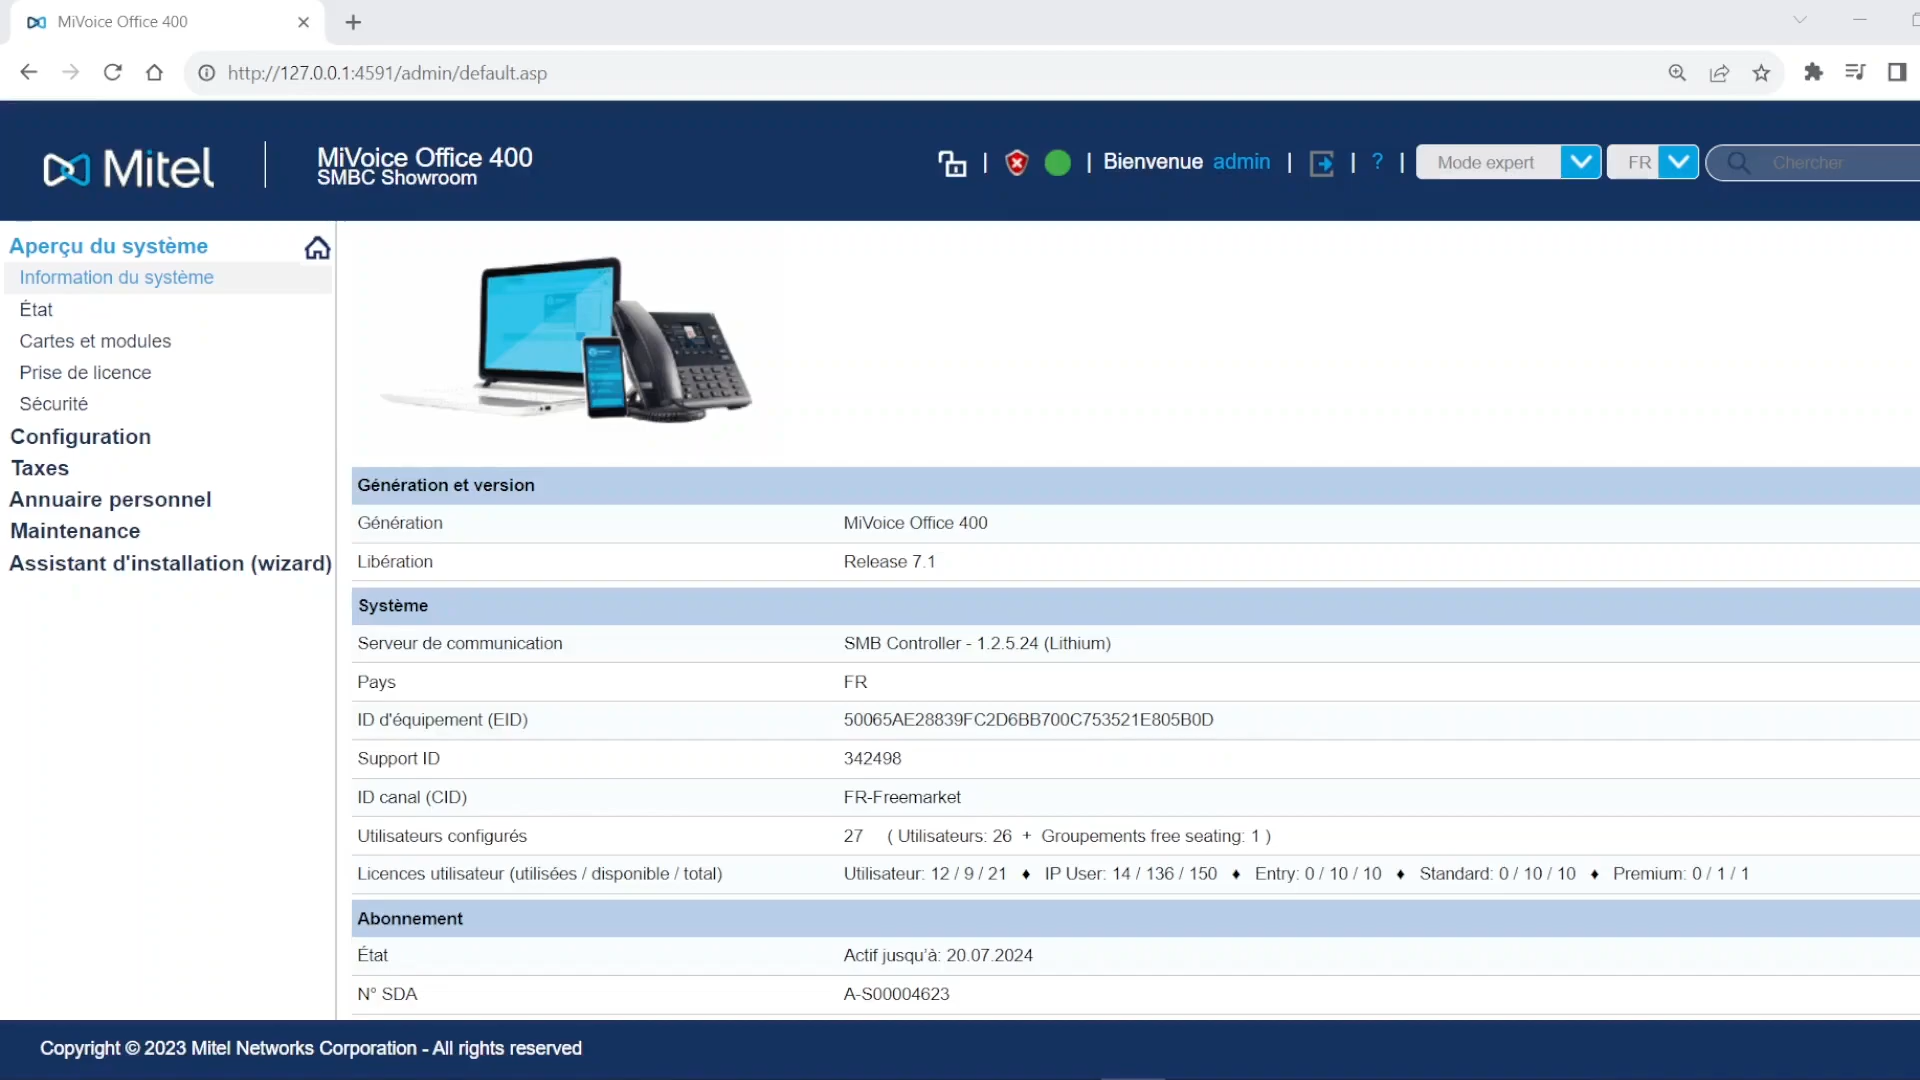 MiVoice Office 400
http://127.0.0.1:4591/admin/default.asp
Mitel
MiVoice Office 400
SMBC Showroom
| | Bienvenue admin | | ? | Mode expert FR Chercher
Aperçu du système
Information du système
État
Cartes et modules
Prise de licence
Sécurité
Configuration
Taxes
Annuaire personnel
Maintenance
Assistant d'installation (wizard)
Génération et version
Génération MiVoice Office 400
Libération Release 7.1
Système
Serveur de communication SMB Controller - 1.2.5.24 (Lithium)
Pays FR
ID d'équipement (EID) 50065AE28839FC2D6BB700C753521E805B0D
Support ID 342498
ID canal (CID) FR-Freemarket
Utilisateurs configurés 27 ( Utilisateurs: 26 + Groupements free seating: 1 )
Licences utilisateur (utilisées / disponible / total) Utilisateur: 12 / 9 / 21 ♦ IP User: 14 / 136 / 150 ♦ Entry: 0 / 10 / 10 ♦ Standard: 0 / 10 / 10 ♦ Premium: 0 / 1 / 1
Abonnement
État Actif jusqu'à: 20.07.2024
N° SDA A-S00004623
Copyright © 2023 Mitel Networks Corporation - All rights reserved